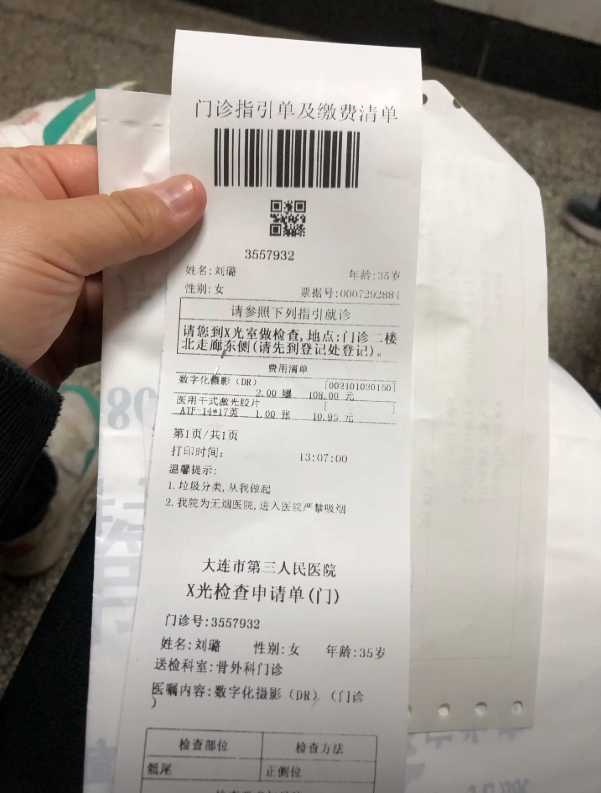 门诊指引单及缴费清单
3557932
姓名:刘璐 年龄:35岁
性别:女 票据号:0007292884
请参照下列指引就诊
请您到X光室做检查,地点:门诊二楼
北走廊东侧(请先到登记处登记)。
费用清单
数字化摄影(DR) [002101020150]
2.00 曝 108.00 元
医用干式激光胶片 [
ATF-14*17英 1.00 张 10.95 元
第1页/共1页
打印时间: 13:07:00
温馨提示:
1.垃圾分类,从我做起
2.我院为无烟医院,进入医院严禁吸烟
大连市第三人民医院
X光检查申请单(门)
门诊号:3557932
姓名:刘璐 性别:女 年龄:35岁
送检科室:骨外科门诊
医嘱内容:数字化摄影(DR)(门诊
)
检查部位 检查方法
骶尾 正侧位